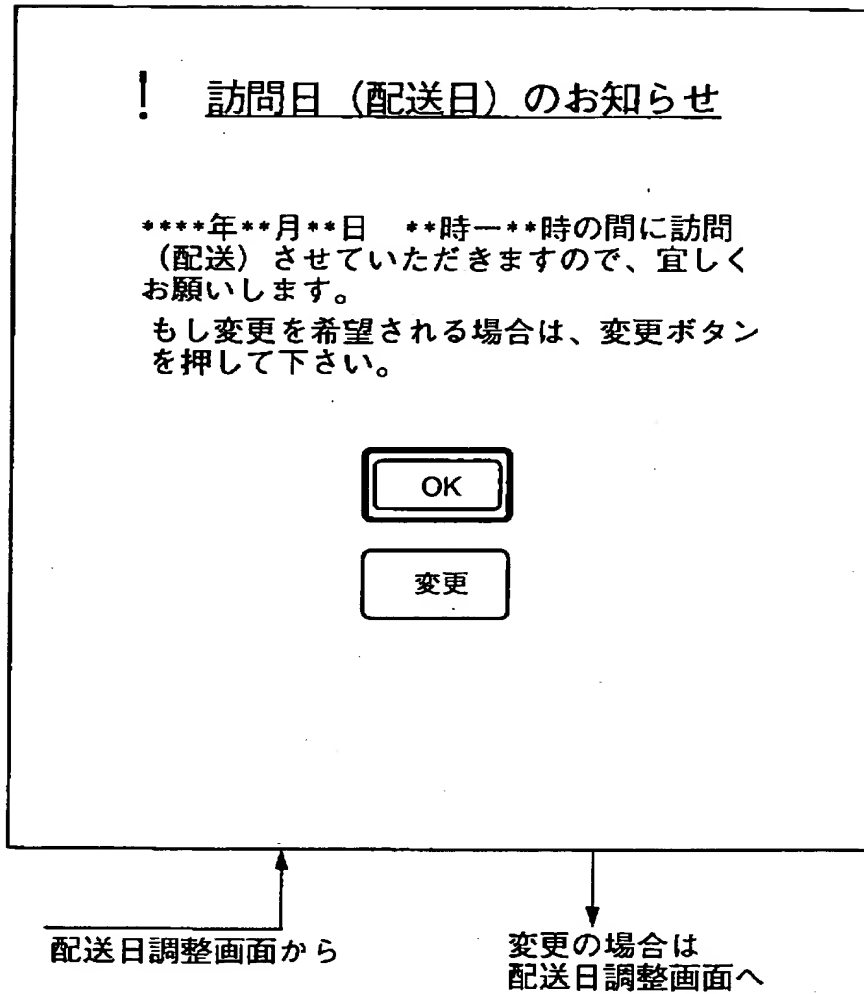 ! 訪問日（配送日）のお知らせ
****年**月**日　**時ー**時の間に訪問
（配送）させていただきますので、宜しく
お願いします。
もし変更を希望される場合は、変更ボタン
を押して下さい。
OK
変更
配送日調整画面から
変更の場合は
配送日調整画面へ